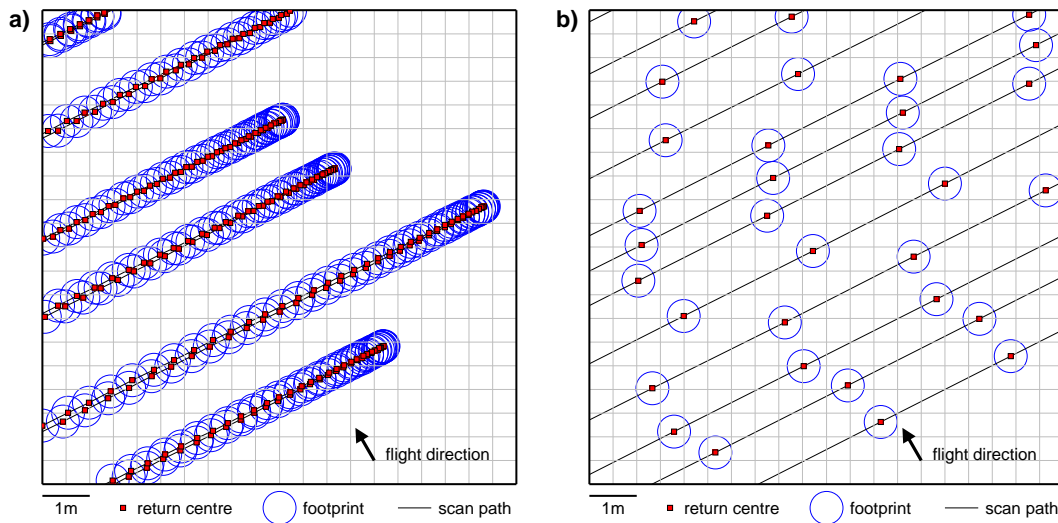 a)
b)
flight direction
flight direction
1m return centre footprint scan path
1m return centre footprint scan path